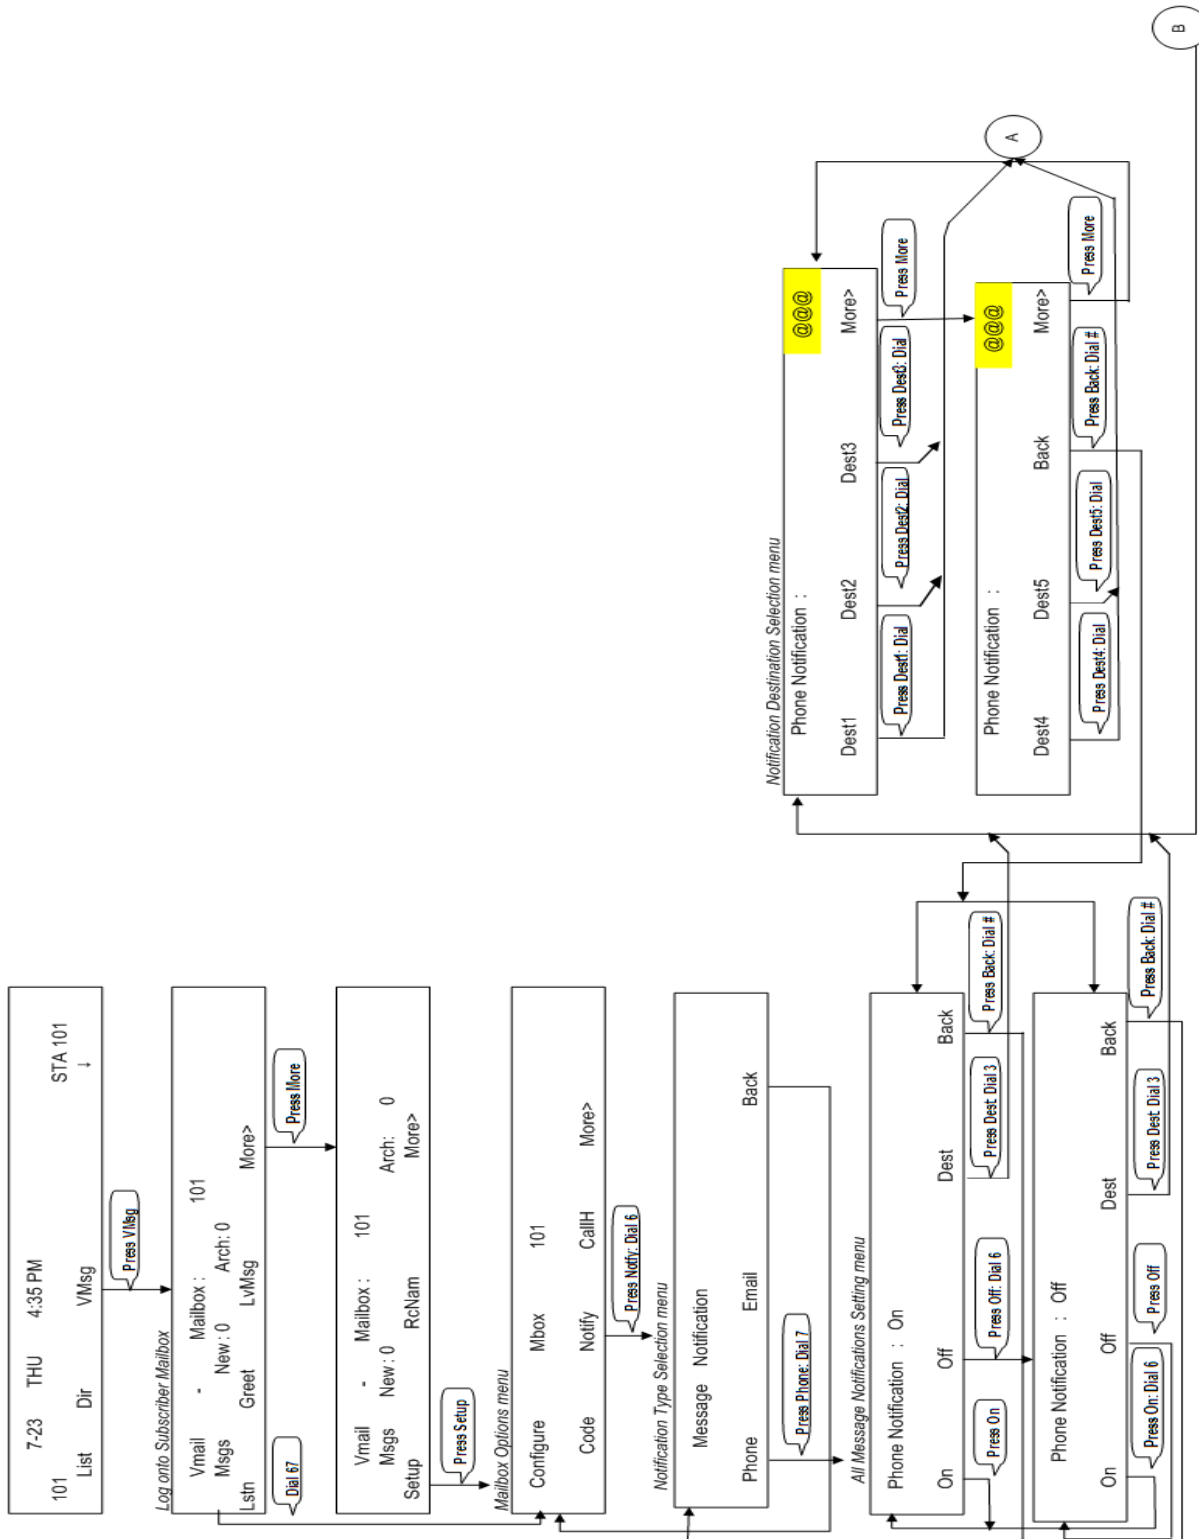 7-23 THU 4:35 PM
101 STA 101
List Dir VMsg ↓
Press VMsg
Log onto Subscriber Mailbox
Vmail - Mailbox : 101
Msgs New : 0 Arch: 0
Lstn Greet LvMsg More>
Dial 67
Press More
Vmail - Mailbox : 101
Msgs New : 0 Arch: 0
Setup RcNam More>
Press Setup
Mailbox Options menu
Configure Mbox 101
Code Notify CallH More>
Press Notfy: Dial 6
Notification Type Selection menu
Message Notification
Phone Email Back
Press Phone: Dial 7
All Message Notifications Setting menu
Phone Notification : On
On Off Dest Back
Press On
Press Off: Dial 6
Press Dest: Dial 3
Press Back: Dial #
Phone Notification : Off
On Off Dest Back
Press On: Dial 6
Press Off
Press Dest: Dial 3
Press Back: Dial #
Notification Destination Selection menu
Phone Notification : @@@
Dest1 Dest2 Dest3 More>
Press Dest1: Dial
Press Dest2: Dial
Press Dest3: Dial
Press More
Phone Notification : @@@
Dest4 Dest5 Back More>
Press Dest4: Dial
Press Dest5: Dial
Press Back: Dial #
Press More
A
B